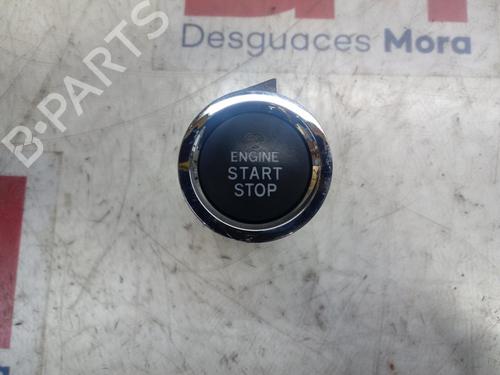 Desguaces Mora
B-PARTS
ENGINE
START
STOP